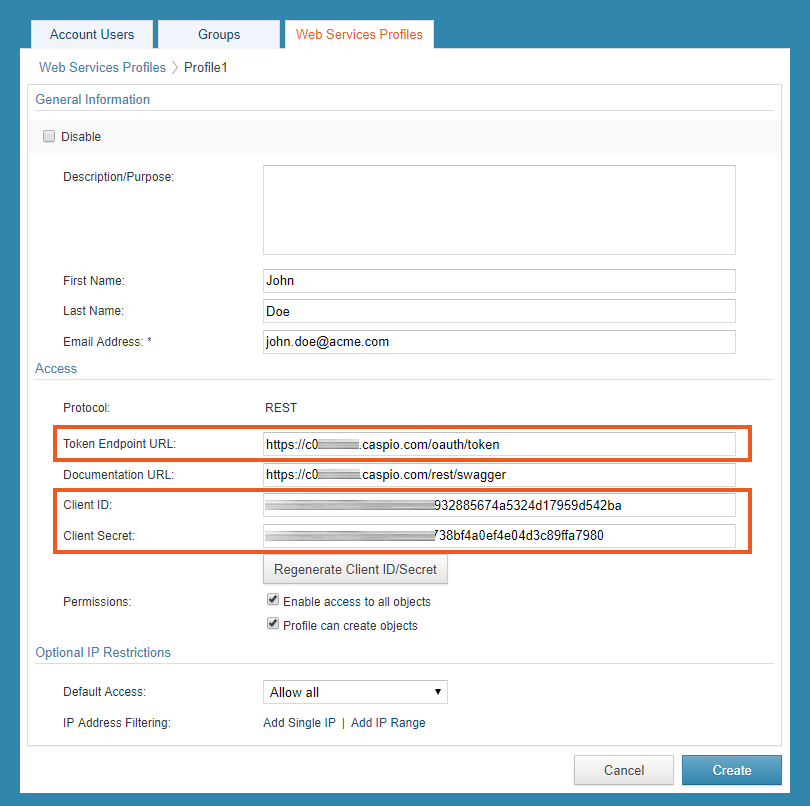 Account Users Groups Web Services Profiles
Web Services Profiles Profile1
General Information
Disable
Description/Purpose:
First Name: John
Last Name: Doe
Email Address: * john.doe@acme.com
Access
Protocol: REST
Token Endpoint URL: https://c0 .caspio.com/oauth/token
Documentation URL: https://c0 .caspio.com/rest/swagger
Client ID: 932885674a5324d17959d542ba
Client Secret: 738bf4a0ef4e04d3c89ffa7980
Regenerate Client ID/Secret
Permissions: Enable access to all objects
Profile can create objects
Optional IP Restrictions
Default Access: Allow all
IP Address Filtering: Add Single IP | Add IP Range
Cancel Create